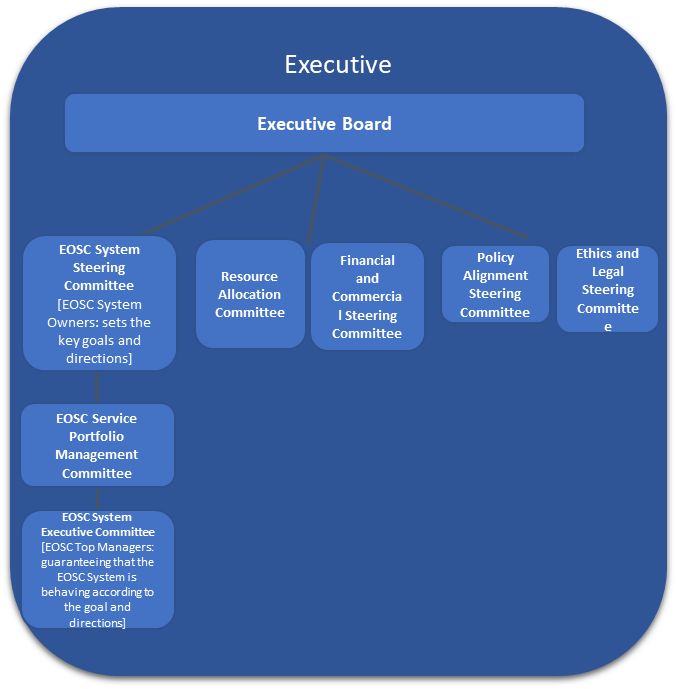 Executive
Executive Board
EOSC System
Steering
Committee
[EOSC System
Owners: sets the
key goals and
directions]
Resource
Allocation
Committee
Financial
and
Commercia
l Steering
Committee
Policy
Alignment
Steering
Committee
Ethics and
Legal
Steering
Committe
e
EOSC Service
Portfolio
Management
Committee
EOSC System
Executive Committee
[EOSC Top Managers:
guaranteeing that the
EOSC System is
behaving according to
the goal and
directions]